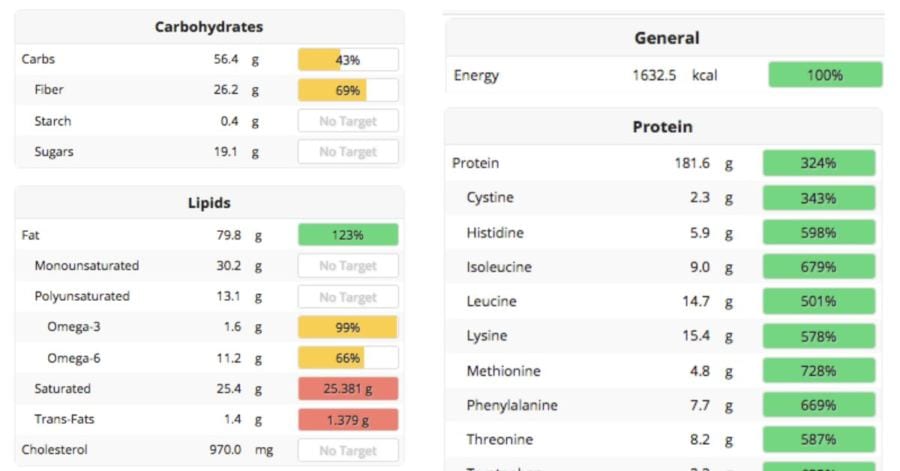 Carbohydrates
Carbs 56.4 g 43%
Fiber 26.2 g 69%
Starch 0.4 g No Target
Sugars 19.1 g No Target
Lipids
Fat 79.8 g 123%
Monounsaturated 30.2 g No Target
Polyunsaturated 13.1 g No Target
Omega-3 1.6 g 99%
Omega-6 11.2 g 66%
Saturated 25.4 g 25.381 g
Trans-Fats 1.4 g 1.379 g
Cholesterol 970.0 mg No Target
General
Energy 1632.5 kcal 100%
Protein
Protein 181.6 g 324%
Cystine 2.3 g 343%
Histidine 5.9 g 598%
Isoleucine 9.0 g 679%
Leucine 14.7 g 501%
Lysine 15.4 g 578%
Methionine 4.8 g 728%
Phenylalanine 7.7 g 669%
Threonine 8.2 g 587%